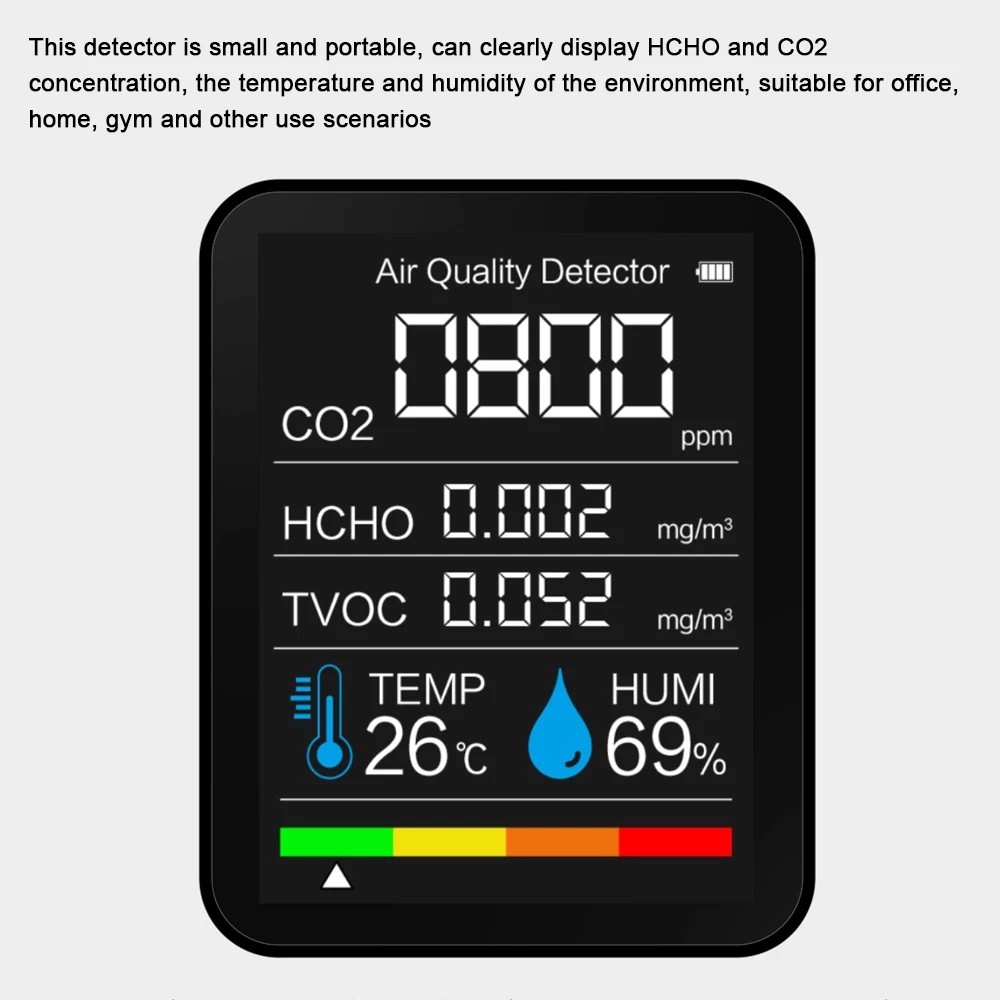 This detector is small and portable, can clearly display HCHO and CO2
concentration, the temperature and humidity of the environment, suitable for office,
home, gym and other use scenarios
Air Quality Detector
CO2 0800 ppm
HCHO 0.002 mg/m³
TVOC 0.052 mg/m³
TEMP HUMI
26℃ 69%